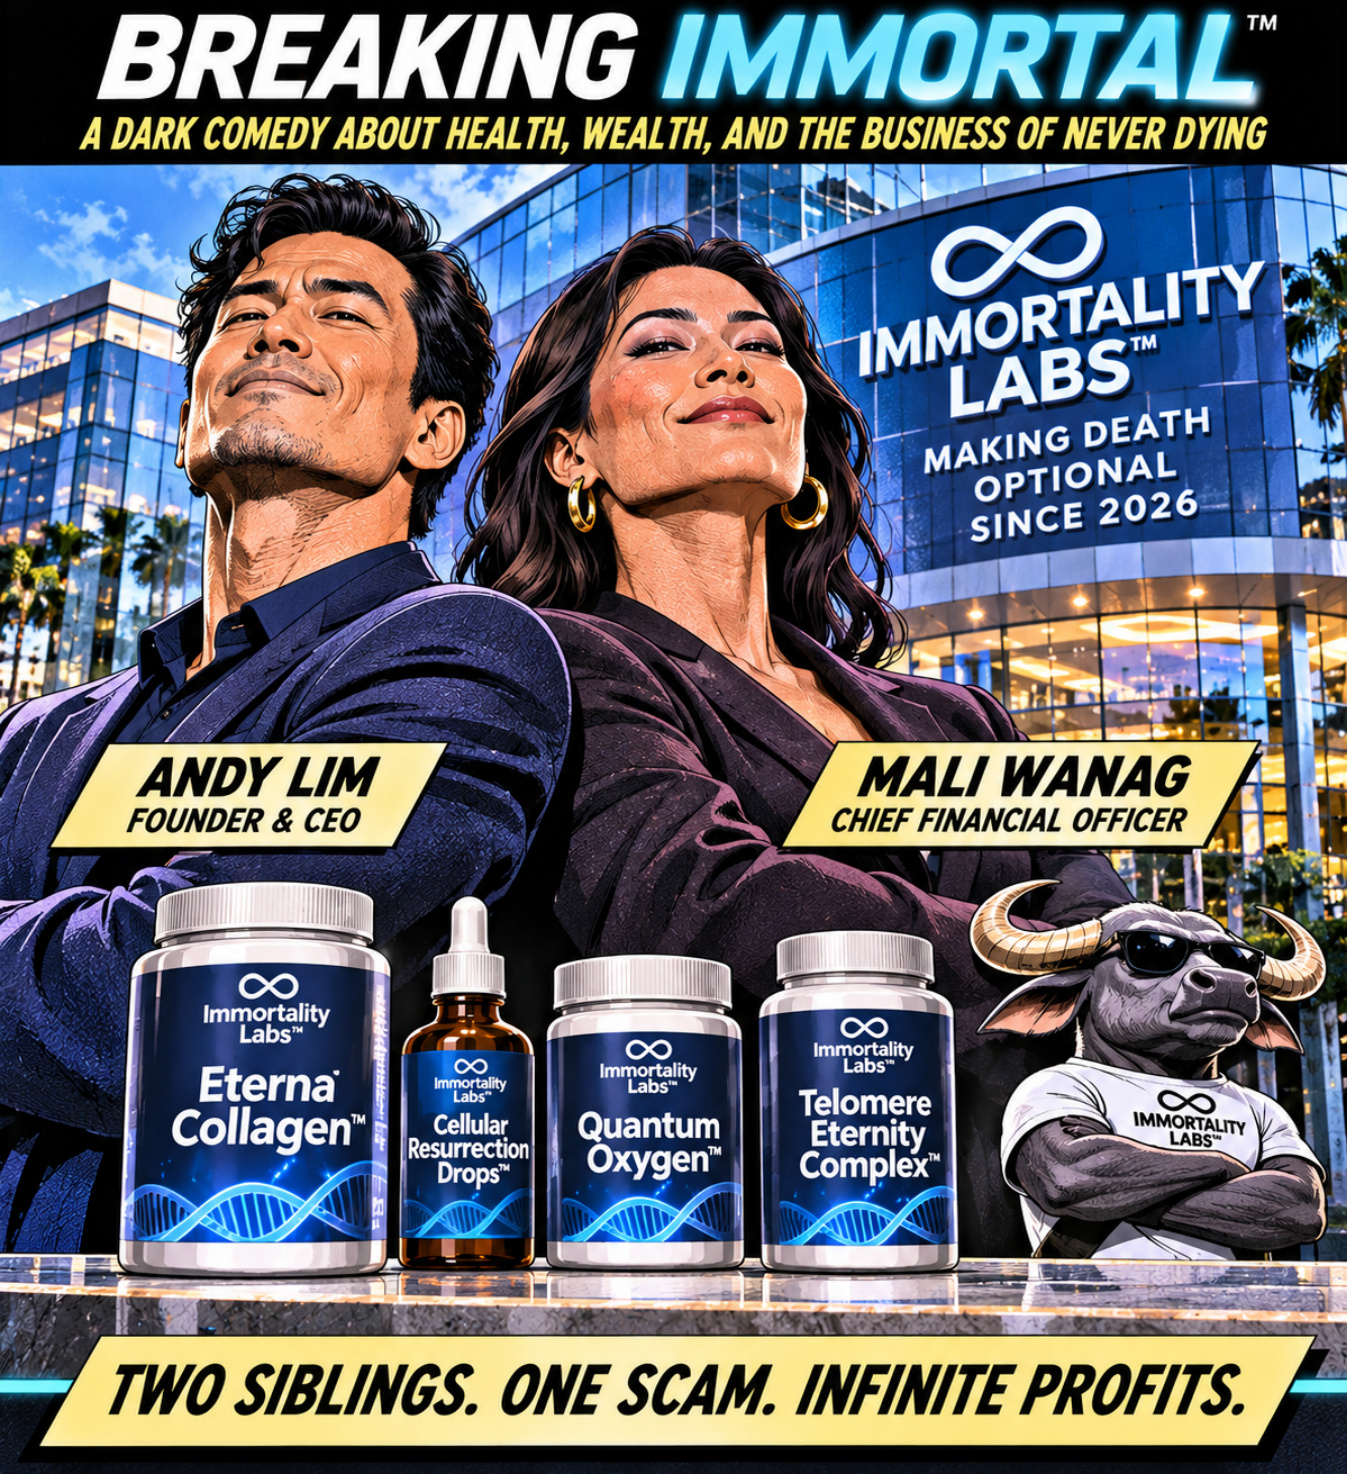 BREAKING IMMORTAL™
A DARK COMEDY ABOUT HEALTH, WEALTH, AND THE BUSINESS OF NEVER DYING
IMMORTALITY
LABS™
MAKING DEATH
OPTIONAL
SINCE 2026
ANDY LIM
FOUNDER & CEO
MALI WANAG
CHIEF FINANCIAL OFFICER
Immortality
Labs™
Eterna
Collagen™
Immortality
Labs™
Cellular
Resurrection
Drops™
Immortality
Labs™
Quantum
Oxygen™
Immortality
Labs™
Telomere
Eternity
Complex™
IMMORTALITY
LABS™
TWO SIBLINGS. ONE SCAM. INFINITE PROFITS.